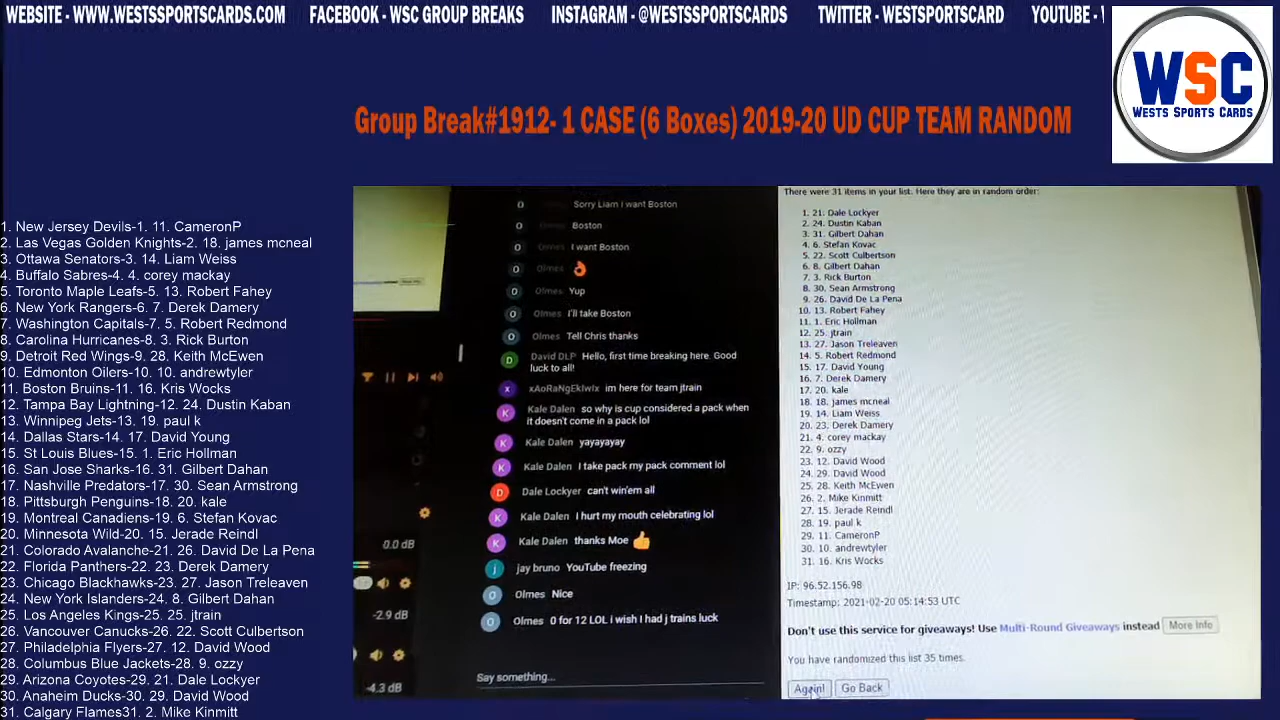 WEBSITE - WWW.WESTSSPORTSCARDS.COM FACEBOOK - WSC GROUP BREAKS INSTAGRAM - @WESTSSPORTSCARDS TWITTER - WESTSPORTSCARD YOUTUBE -
WSC
WESTS SPORTS CARDS
Group Break#1912- 1 CASE (6 Boxes) 2019-20 UD CUP TEAM RANDOM
1. New Jersey Devils-1. 11. CameronP
2. Las Vegas Golden Knights-2. 18. james mcneal
3. Ottawa Senators-3. 14. Liam Weiss
4. Buffalo Sabres-4. 4. corey mackay
5. Toronto Maple Leafs-5. 13. Robert Fahey
6. New York Rangers-6. 7. Derek Damery
7. Washington Capitals-7. 5. Robert Redmond
8. Carolina Hurricanes-8. 3. Rick Burton
9. Detroit Red Wings-9. 28. Keith McEwen
10. Edmonton Oilers-10. 10. andrewtyler
11. Boston Bruins-11. 16. Kris Wocks
12. Tampa Bay Lightning-12. 24. Dustin Kaban
13. Winnipeg Jets-13. 19. paul k
14. Dallas Stars-14. 17. David Young
15. St Louis Blues-15. 1. Eric Hollman
16. San Jose Sharks-16. 31. Gilbert Dahan
17. Nashville Predators-17. 30. Sean Armstrong
18. Pittsburgh Penguins-18. 20. kale
19. Montreal Canadiens-19. 6. Stefan Kovac
20. Minnesota Wild-20. 15. Jerade Reindl
21. Colorado Avalanche-21. 26. David De La Pena
22. Florida Panthers-22. 23. Derek Damery
23. Chicago Blackhawks-23. 27. Jason Treleaven
24. New York Islanders-24. 8. Gilbert Dahan
25. Los Angeles Kings-25. 25. jtrain
26. Vancouver Canucks-26. 22. Scott Culbertson
27. Philadelphia Flyers-27. 12. David Wood
28. Columbus Blue Jackets-28. 9. ozzy
29. Arizona Coyotes-29. 21. Dale Lockyer
30. Anaheim Ducks-30. 29. David Wood
31. Calgary Flames31. 2. Mike Kinmitt
0.0 dB
-2.9 dB
-4.3 dB
Sorry Liam i want Boston
Boston
I want Boston
Olmes
Olmes Yup
Olmes I'll take Boston
Olmes Tell Chris thanks
David DLP Hello, first time breaking here. Good
luck to all!
xAoRaNgEkIwIx im here for team jtrain
Kale Dalen so why is cup considered a pack when
it doesn't come in a pack lol
Kale Dalen yayayayay
Kale Dalen I take pack my pack comment lol
Dale Lockyer can't win'em all
Kale Dalen I hurt my mouth celebrating lol
Kale Dalen thanks Moe 👍
jay bruno YouTube freezing
Olmes Nice
Olmes 0 for 12 LOL i wish I had j trains luck
Say something...
There were 31 items in your list. Here they are in random order:
1. 21. Dale Lockyer
2. 24. Dustin Kaban
3. 31. Gilbert Dahan
4. 6. Stefan Kovac
5. 22. Scott Culbertson
6. 8. Gilbert Dahan
7. 3. Rick Burton
8. 30. Sean Armstrong
9. 26. David De La Pena
10. 13. Robert Fahey
11. 1. Eric Hollman
12. 25. jtrain
13. 27. Jason Treleaven
14. 5. Robert Redmond
15. 17. David Young
16. 7. Derek Damery
17. 20. kale
18. 18. james mcneal
19. 14. Liam Weiss
20. 23. Derek Damery
21. 4. corey mackay
22. 9. ozzy
23. 12. David Wood
24. 29. David Wood
25. 28. Keith McEwen
26. 2. Mike Kinmitt
27. 15. Jerade Reindl
28. 19. paul k
29. 11. CameronP
30. 10. andrewtyler
31. 16. Kris Wocks
IP: 96.52.156.98
Timestamp: 2021-02-20 05:14:53 UTC
Don't use this service for giveaways! Use Multi-Round Giveaways instead More Info
You have randomized this list 35 times.
Again! Go Back